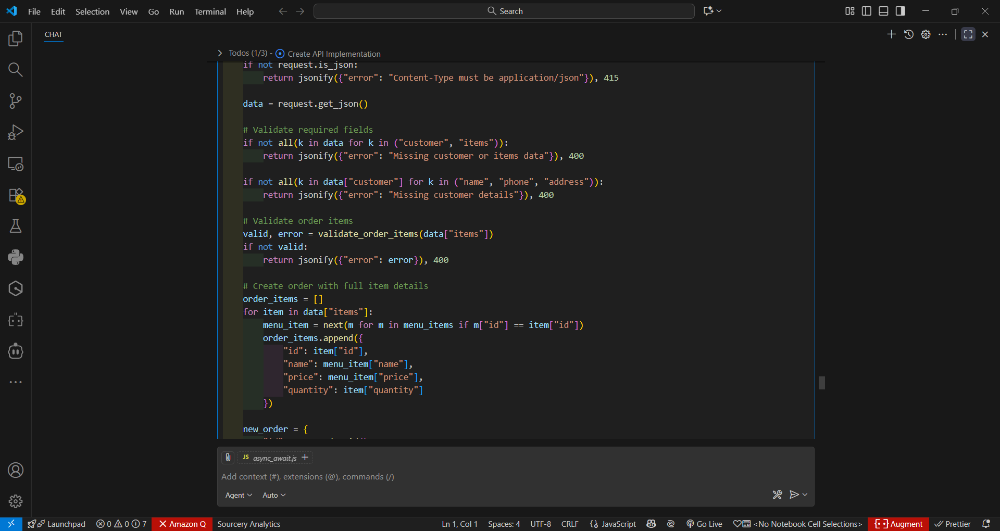 File Edit Selection View Go Run Terminal Help
Search
CHAT
Todos (1/3) - Create API Implementation
if not request.is_json:
return jsonify({"error": "Content-Type must be application/json"}), 415
data = request.get_json()
# Validate required fields
if not all(k in data for k in ("customer", "items")):
return jsonify({"error": "Missing customer or items data"}), 400
if not all(k in data["customer"] for k in ("name", "phone", "address")):
return jsonify({"error": "Missing customer details"}), 400
# Validate order items
valid, error = validate_order_items(data["items"])
if not valid:
return jsonify({"error": error}), 400
# Create order with full item details
order_items = []
for item in data["items"]:
menu_item = next(m for m in menu_items if m["id"] == item["id"])
order_items.append({
"id": item["id"],
"name": menu_item["name"],
"price": menu_item["price"],
"quantity": item["quantity"]
})
new_order = {
JS async_await.js +
Add context (#), extensions (@), commands (/)
Agent Auto
Launchpad 0 0 7 Amazon Q Sourcery Analytics Ln 1, Col 1 Spaces: 4 UTF-8 CRLF JavaScript Go Live <No Notebook Cell Selections> Augment Prettier